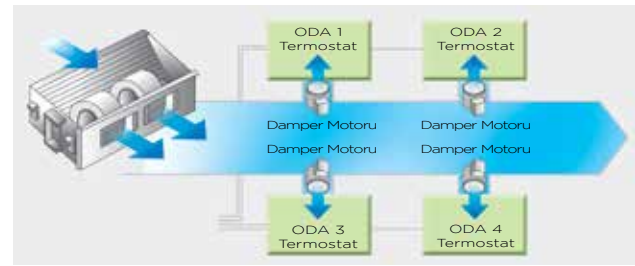 ODA 1
Termostat
ODA 2
Termostat
Damper Motoru
Damper Motoru
Damper Motoru
Damper Motoru
ODA 3
Termostat
ODA 4
Termostat